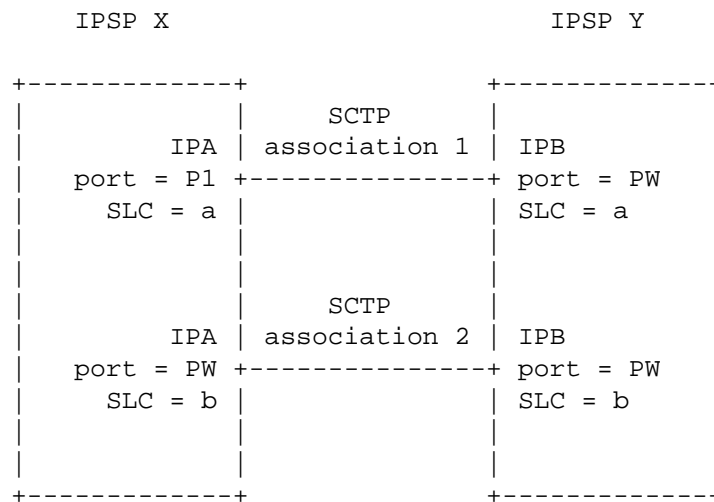 IPSP X IPSP Y
SCTP
IPA association 1 IPB
port = P1 port = PW
SLC = a SLC = a
SCTP
IPA association 2 IPB
port = PW port = PW
SLC = b SLC = b